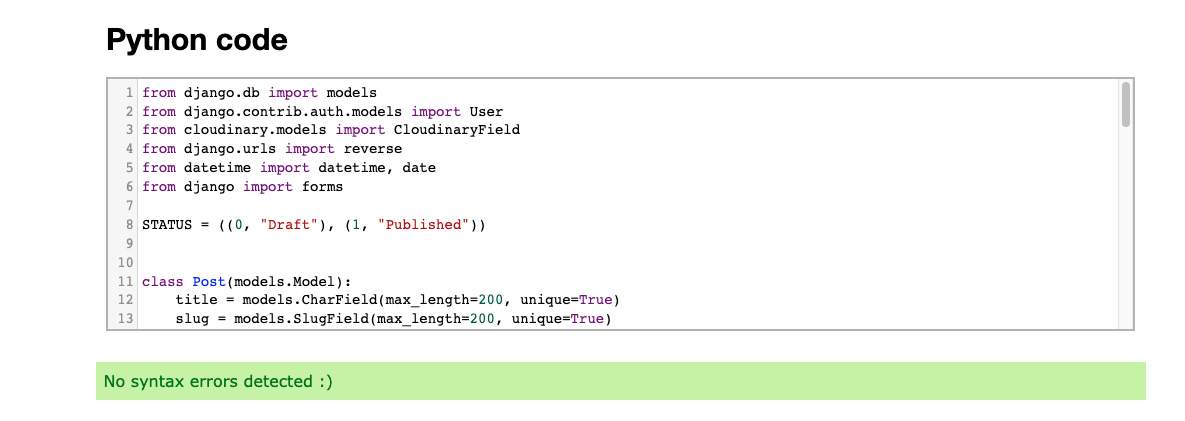 Python code
1 from django.db import models
2 from django.contrib.auth.models import User
3 from cloudinary.models import CloudinaryField
4 from django.urls import reverse
5 from datetime import datetime, date
6 from django import forms
7
8 STATUS = ((0, "Draft"), (1, "Published"))
9
10
11 class Post(models.Model):
12     title = models.CharField(max_length=200, unique=True)
13     slug = models.SlugField(max_length=200, unique=True)
No syntax errors detected :)